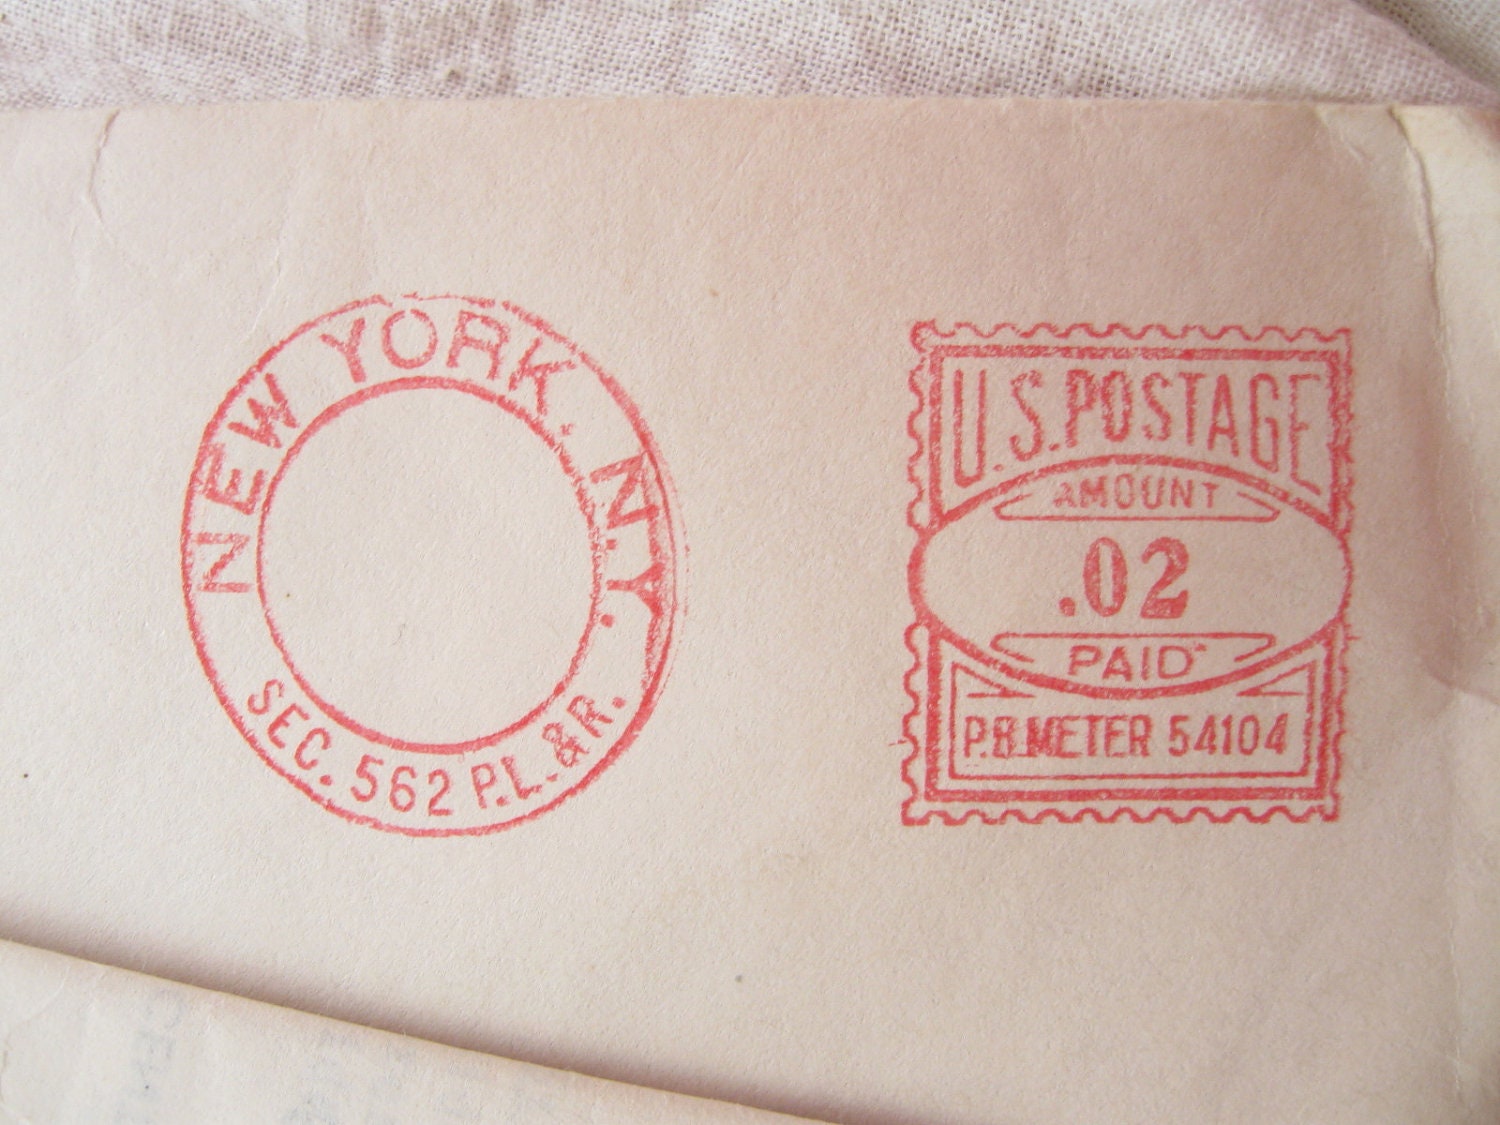 NEW YORK. N.Y.
SEC. 562 P.L.&R.
U.S.POSTAGE
AMOUNT
.02
PAID
P.B.METER 54104